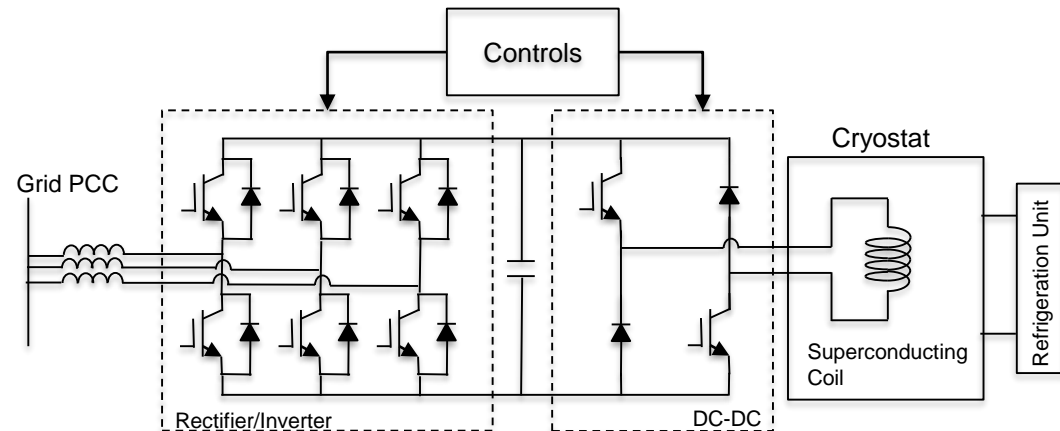 Controls
Cryostat
Grid PCC
Refrigeration Unit
Superconducting
Coil
Rectifier/Inverter
DC-DC